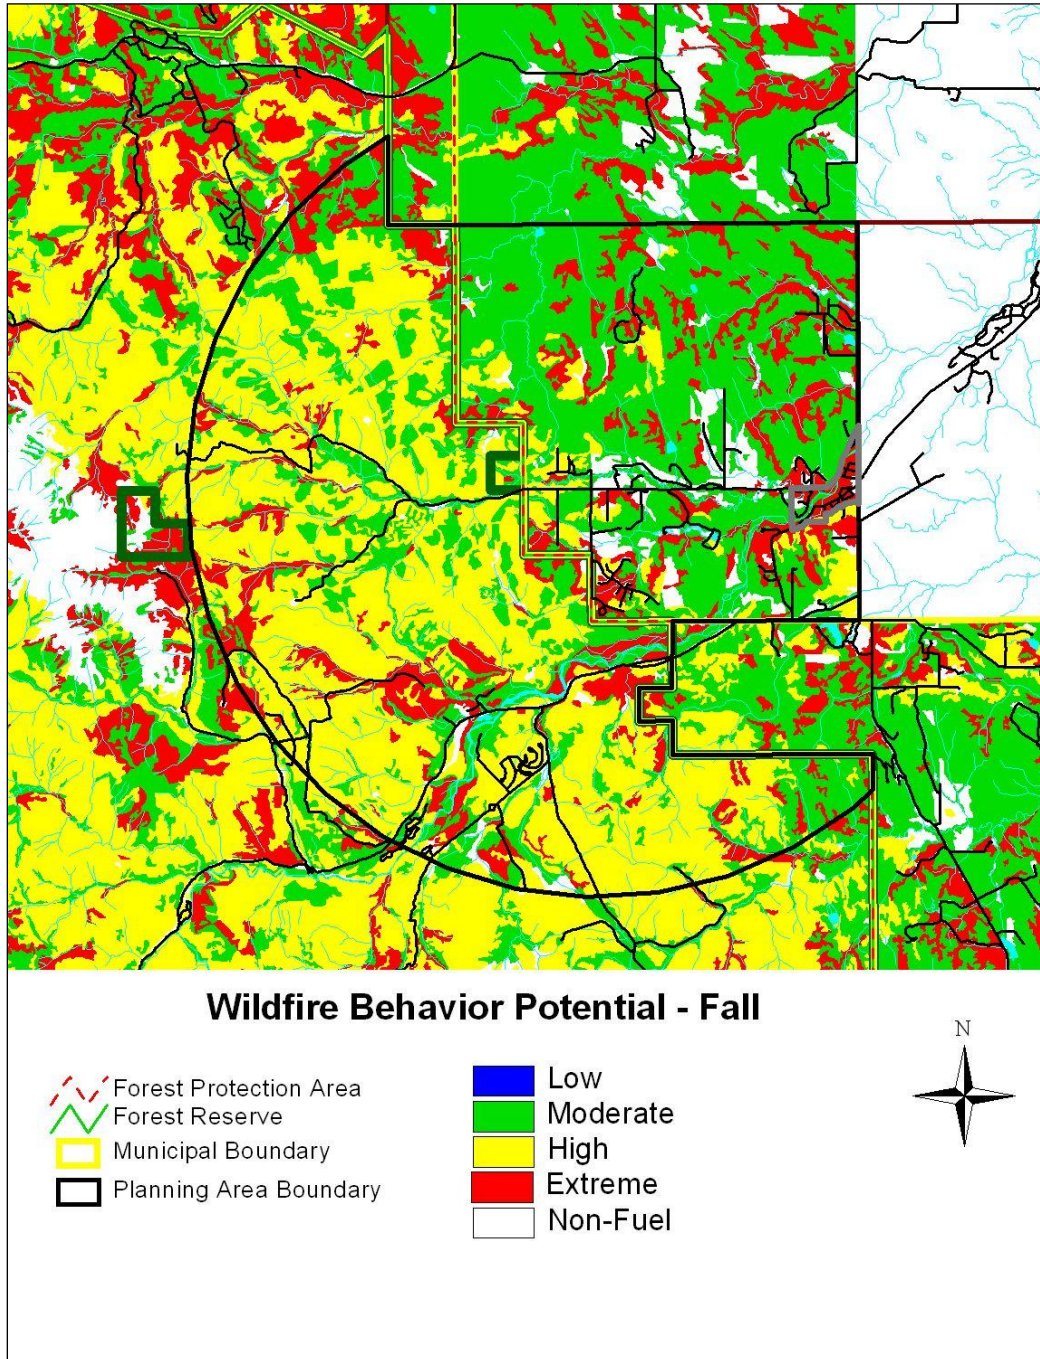 Wildfire Behavior Potential - Fall
N
Forest Protection Area
Forest Reserve
Municipal Boundary
Planning Area Boundary
Low
Moderate
High
Extreme
Non-Fuel